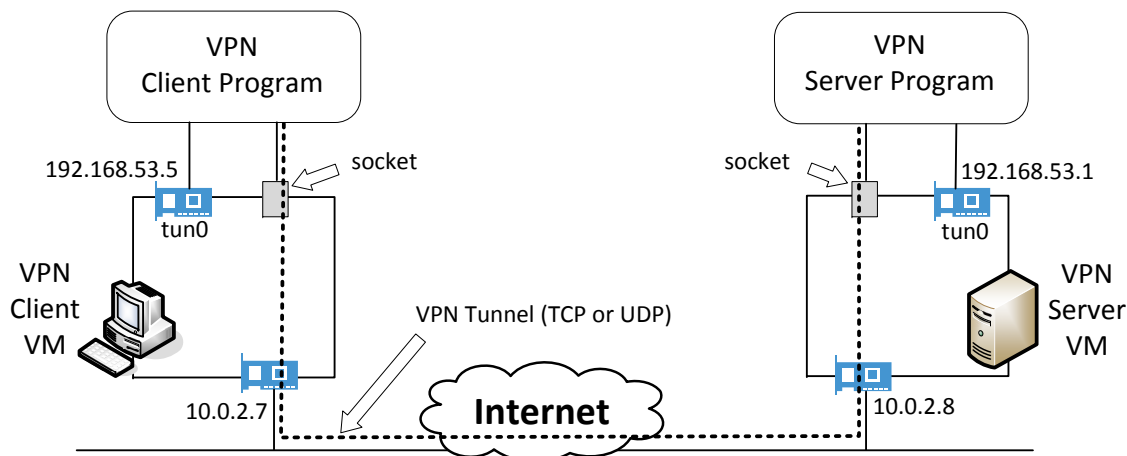 VPN
Client Program
VPN
Server Program
192.168.53.5
socket
socket
192.168.53.1
tun0
tun0
VPN
Client
VM
VPN
Server
VM
VPN Tunnel (TCP or UDP)
10.0.2.7
Internet
10.0.2.8